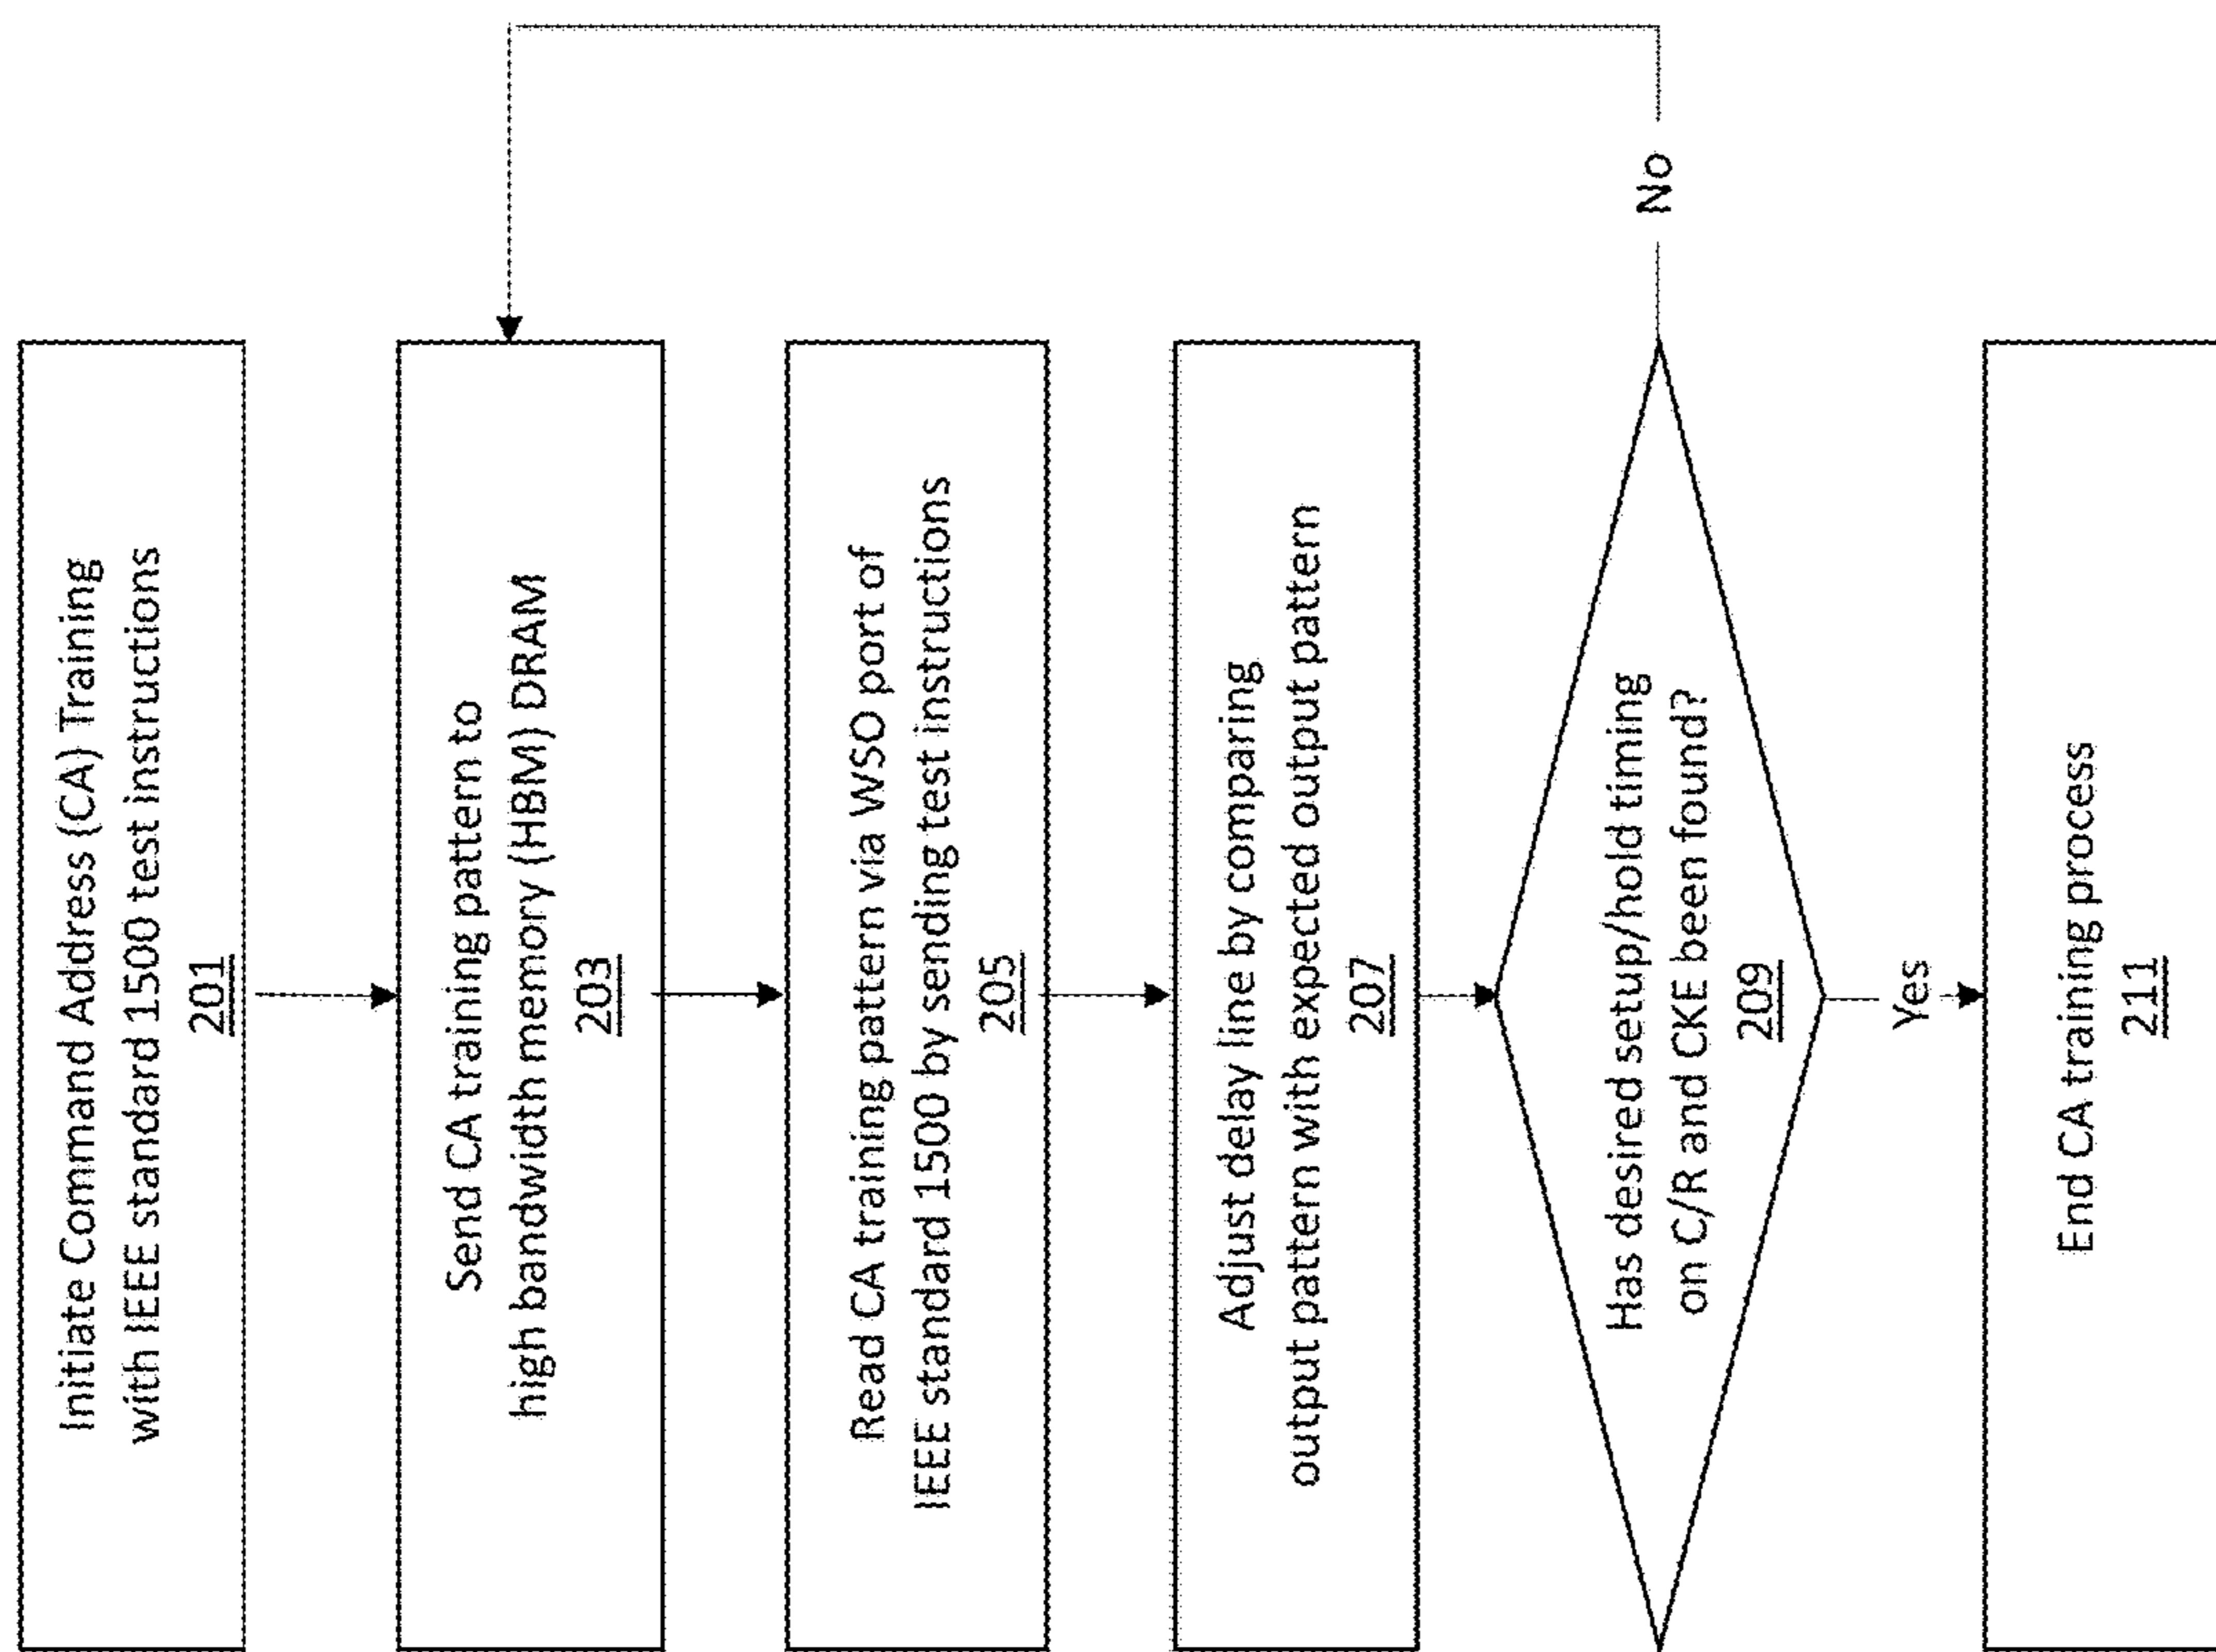 Initiate Command Address (CA) Training
with IEEE standard 1500 test instructions
201
Send CA training pattern to
high bandwidth memory (HBM) DRAM
203
Read CA training pattern via WSO port of
IEEE standard 1500 by sending test instructions
205
Adjust delay line by comparing
output pattern with expected output pattern
207
Has desired setup/hold timing
on C/R and CKE been found?
209
No
Yes
End CA training process
211